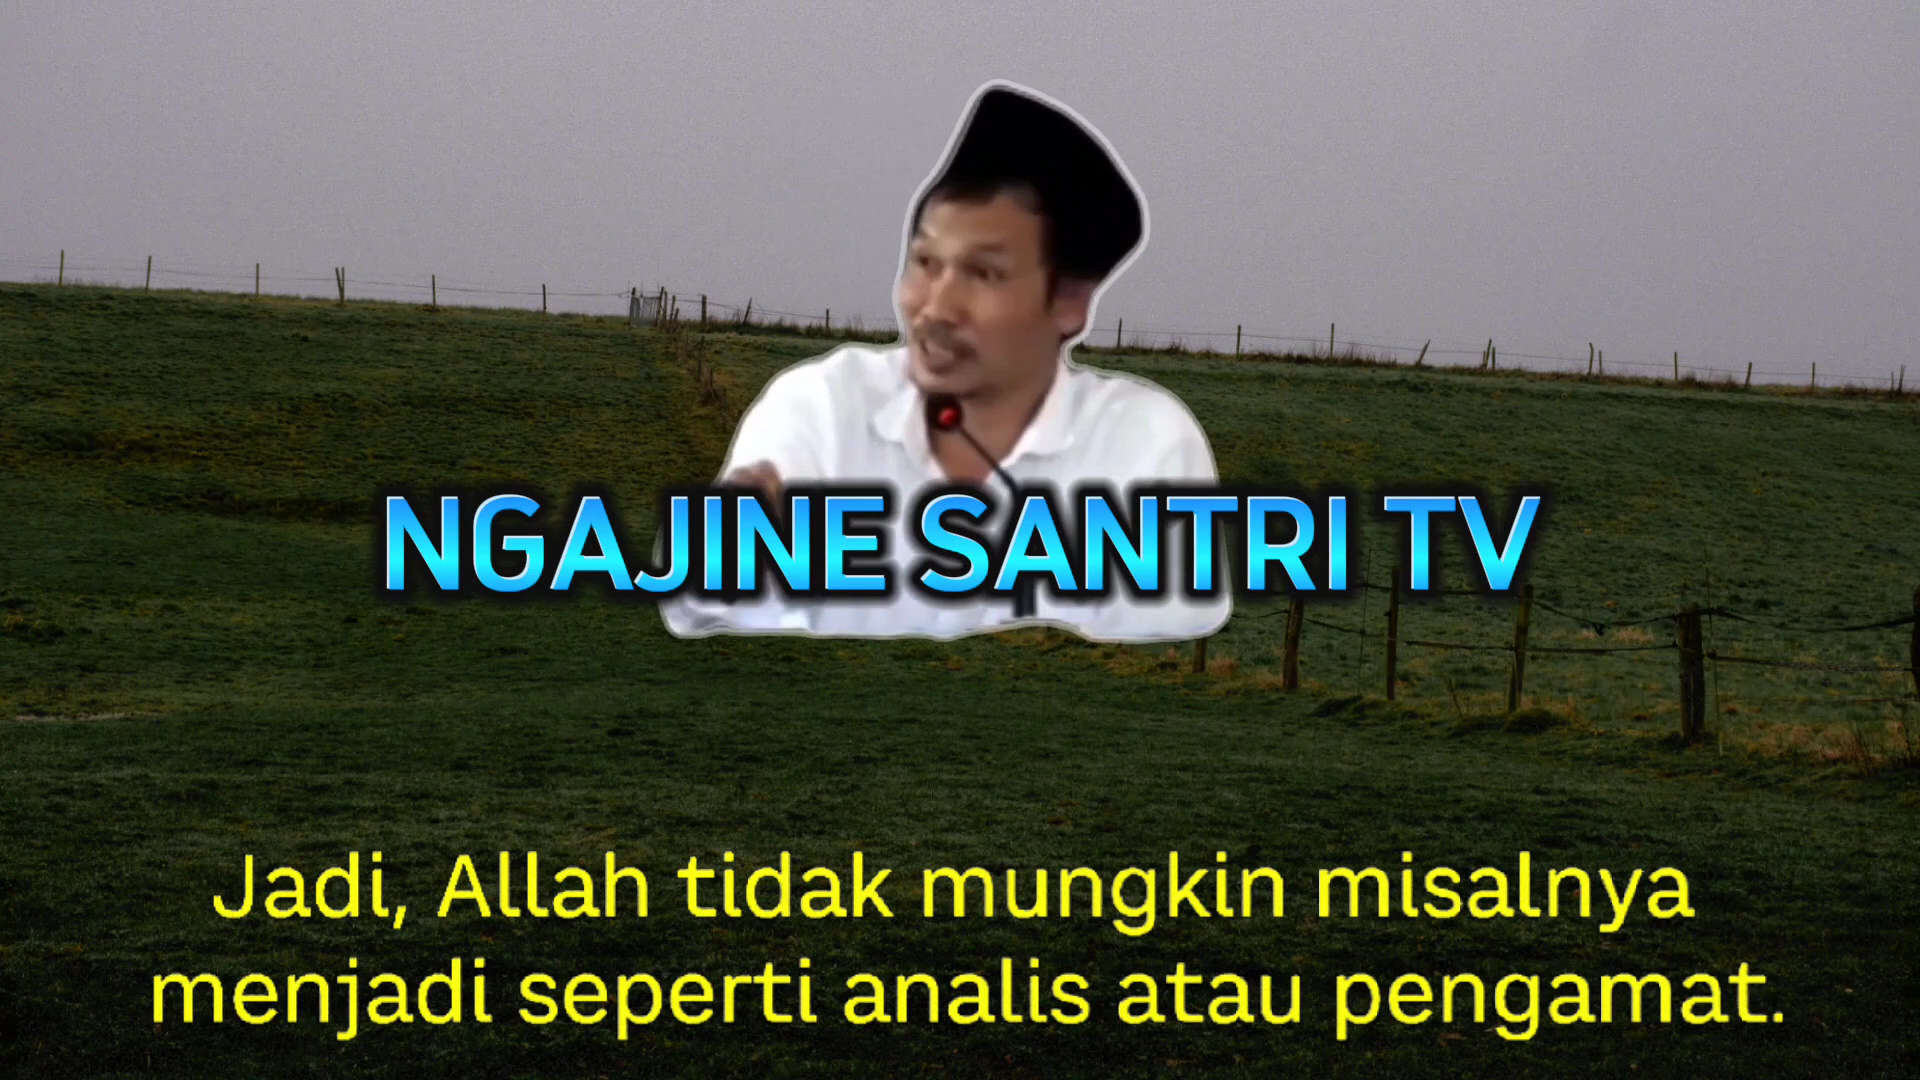 NGAJINE SANTRI TV
Jadi, Allah tidak mungkin misalnya
menjadi seperti analis atau pengamat.